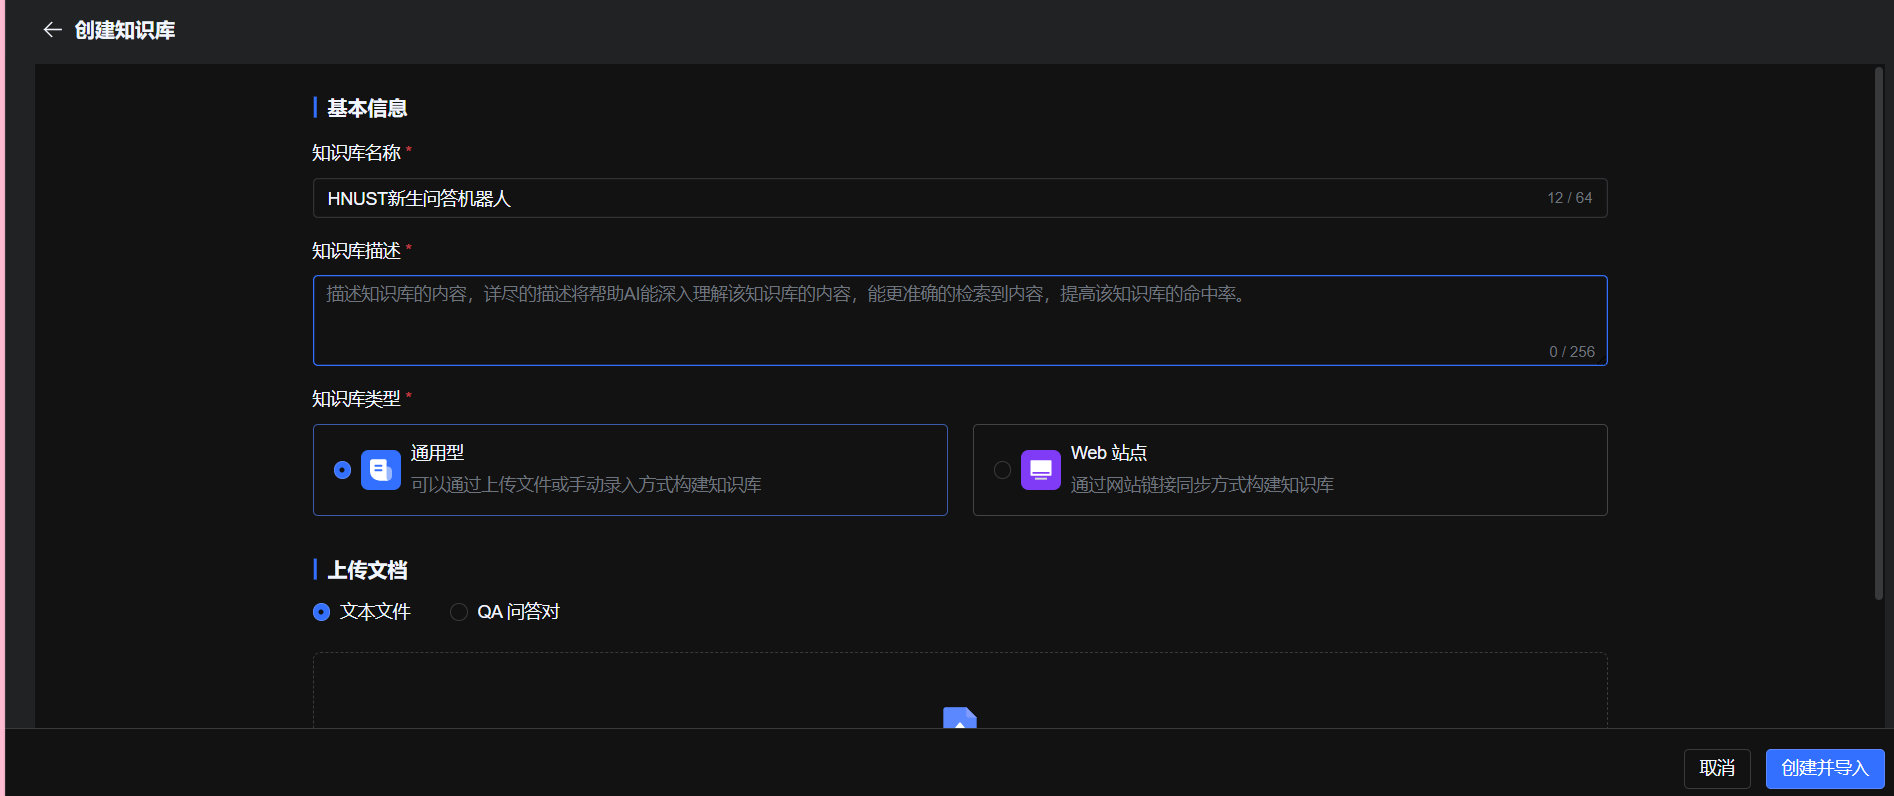 创建知识库
基本信息
知识库名称 *
HNUST新生问答机器人
12 / 64
知识库描述 *
描述知识库的内容，详尽的描述将帮助AI能深入理解该知识库的内容，能更准确的检索到内容，提高该知识库的命中率。
0 / 256
知识库类型 *
通用型
可以通过上传文件或手动录入方式构建知识库
Web 站点
通过网站链接同步方式构建知识库
上传文档
文本文件
QA 问答对
取消
创建并导入